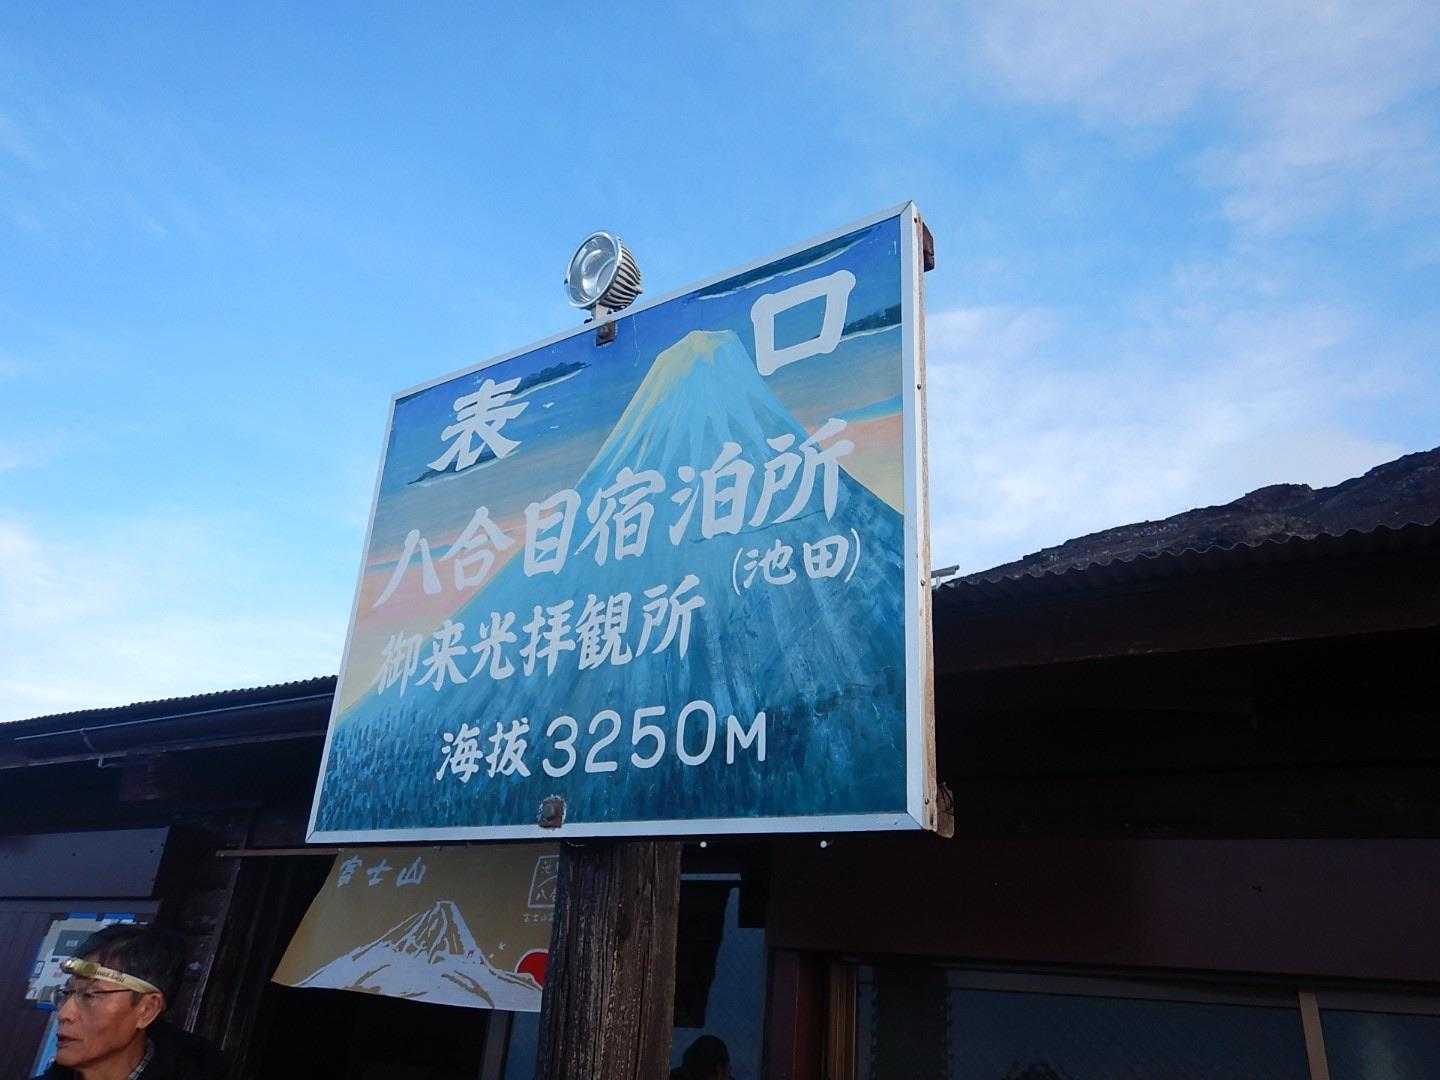 表 口
八合目宿泊所
(池田)
御来光拝観所
海抜3250M
富士山